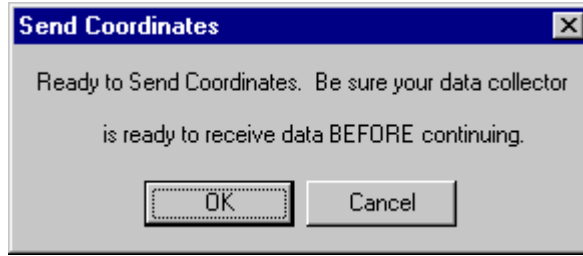 Send Coordinates
Ready to Send Coordinates.  Be sure your data collector
is ready to receive data BEFORE continuing.
OK
Cancel